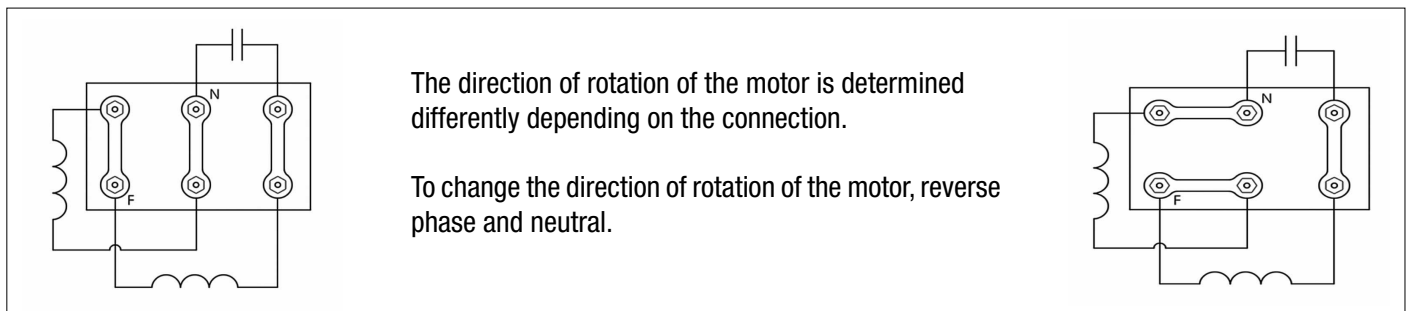 N
F
The direction of rotation of the motor is determined
differently depending on the connection.
To change the direction of rotation of the motor, reverse
phase and neutral.
N
F